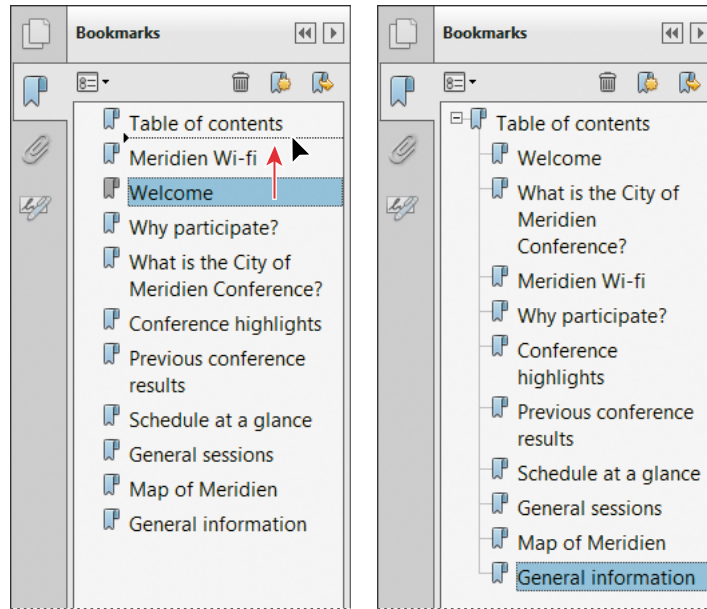 Bookmarks
Table of contents
Meridien Wi-fi
Welcome
Why participate?
What is the City of
Meridien Conference?
Conference highlights
Previous conference
results
Schedule at a glance
General sessions
Map of Meridien
General information
Bookmarks
Table of contents
Welcome
What is the City of
Meridien
Conference?
Meridien Wi-fi
Why participate?
Conference
highlights
Previous conference
results
Schedule at a glance
General sessions
Map of Meridien
General information